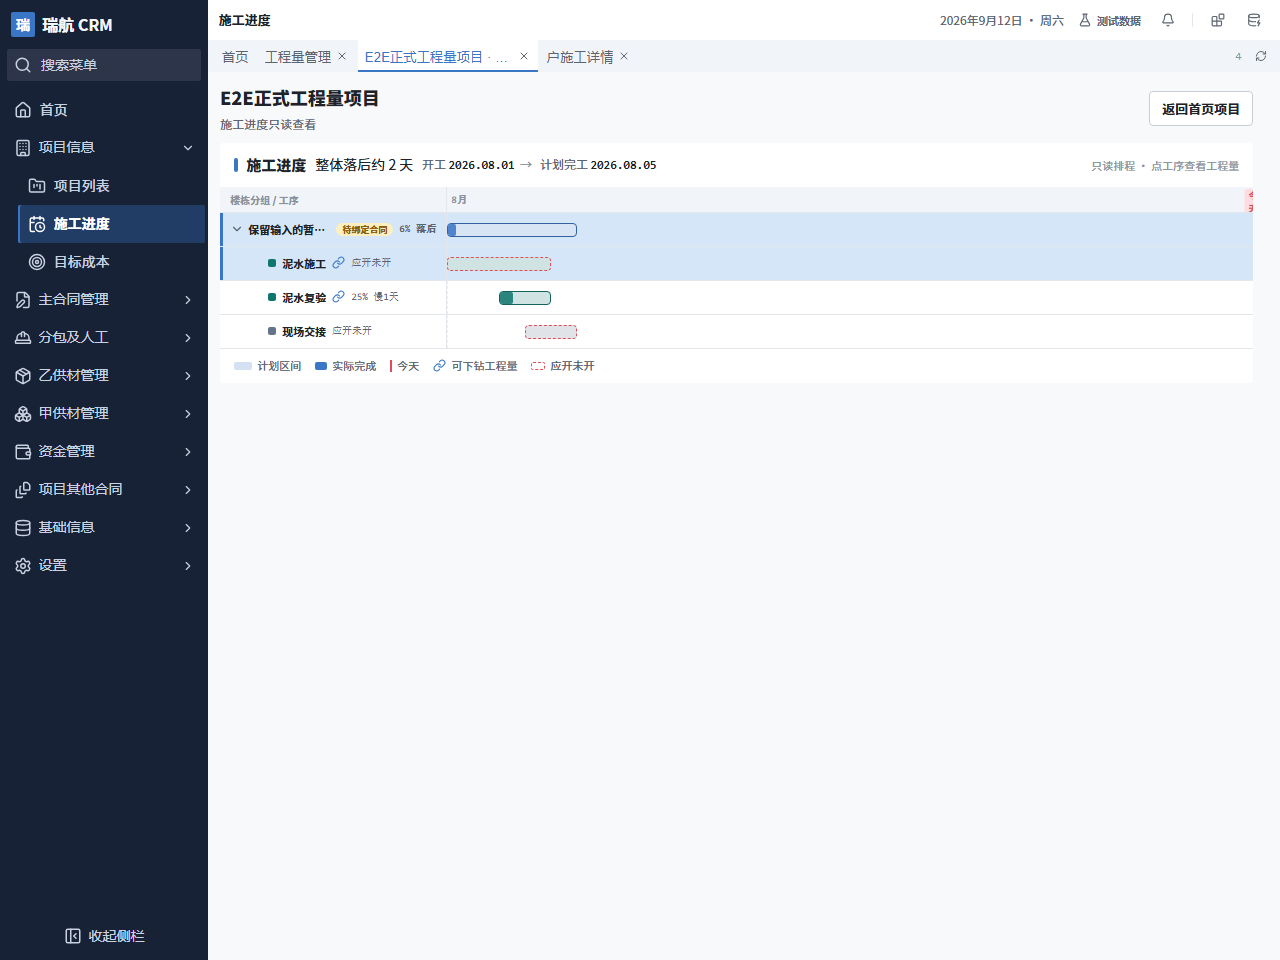 瑞 瑞航 CRM
搜索菜单
首页
项目信息
项目列表
施工进度
目标成本
主合同管理
分包及人工
乙供材管理
甲供材管理
资金管理
项目其他合同
基础信息
设置
收起侧栏
施工进度
2026年9月12日 · 周六 测试数据
首页 工程量管理 E2E正式工程量项目 · ... 户施工详情 4
E2E正式工程量项目
施工进度只读查看
返回首页项目
施工进度 整体落后约 2 天 开工 2026.08.01 → 计划完工 2026.08.05
只读排程 · 点工序查看工程量
楼栋分组 / 工序 8月 今天
保留输入的暂… 待绑定合同 6% 落后
泥水施工 应开未开
泥水复验 25% 慢1天
现场交接 应开未开
计划区间 实际完成 今天 可下钻工程量 应开未开